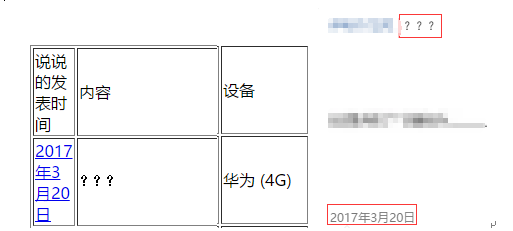 ？？？
说说
的发
表时
间
内容
设备
2017
年3
月20
日
？？？
华为 (4G)
2017年3月20日